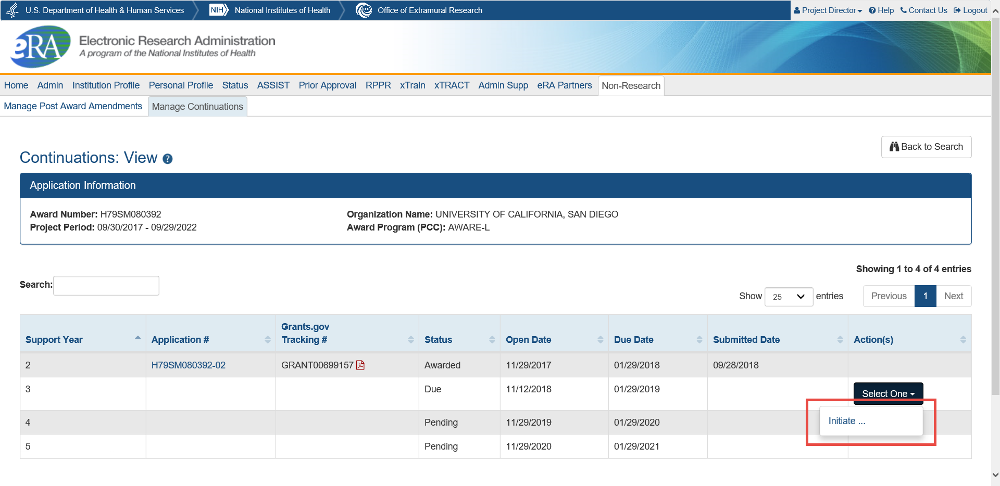 U.S. Department of Health & Human Services
NIH
National Institutes of Health
Office of Extramural Research
Project Director
Help
Contact Us
Logout
eRA
Electronic Research Administration
A program of the National Institutes of Health
Home Admin Institution Profile Personal Profile Status ASSIST Prior Approval RPPR xTrain xTRACT Admin Supp eRA Partners Non-Research
Manage Post Award Amendments Manage Continuations
Back to Search
Continuations: View ?
Application Information
Award Number: H79SM080392
Organization Name: UNIVERSITY OF CALIFORNIA, SAN DIEGO
Project Period: 09/30/2017 - 09/29/2022
Award Program (PCC): AWARE-L
Showing 1 to 4 of 4 entries
Search:
Show 25 entries
Previous 1 Next
Support Year
Application #
Grants.gov
Tracking #
Status
Open Date
Due Date
Submitted Date
Action(s)
2 H79SM080392-02 GRANT00699157 Awarded 11/29/2017 01/29/2018 09/28/2018
3 Due 11/12/2018 01/29/2019 Select One
Initiate ...
4 Pending 11/29/2019 01/29/2020
5 Pending 11/29/2020 01/29/2021